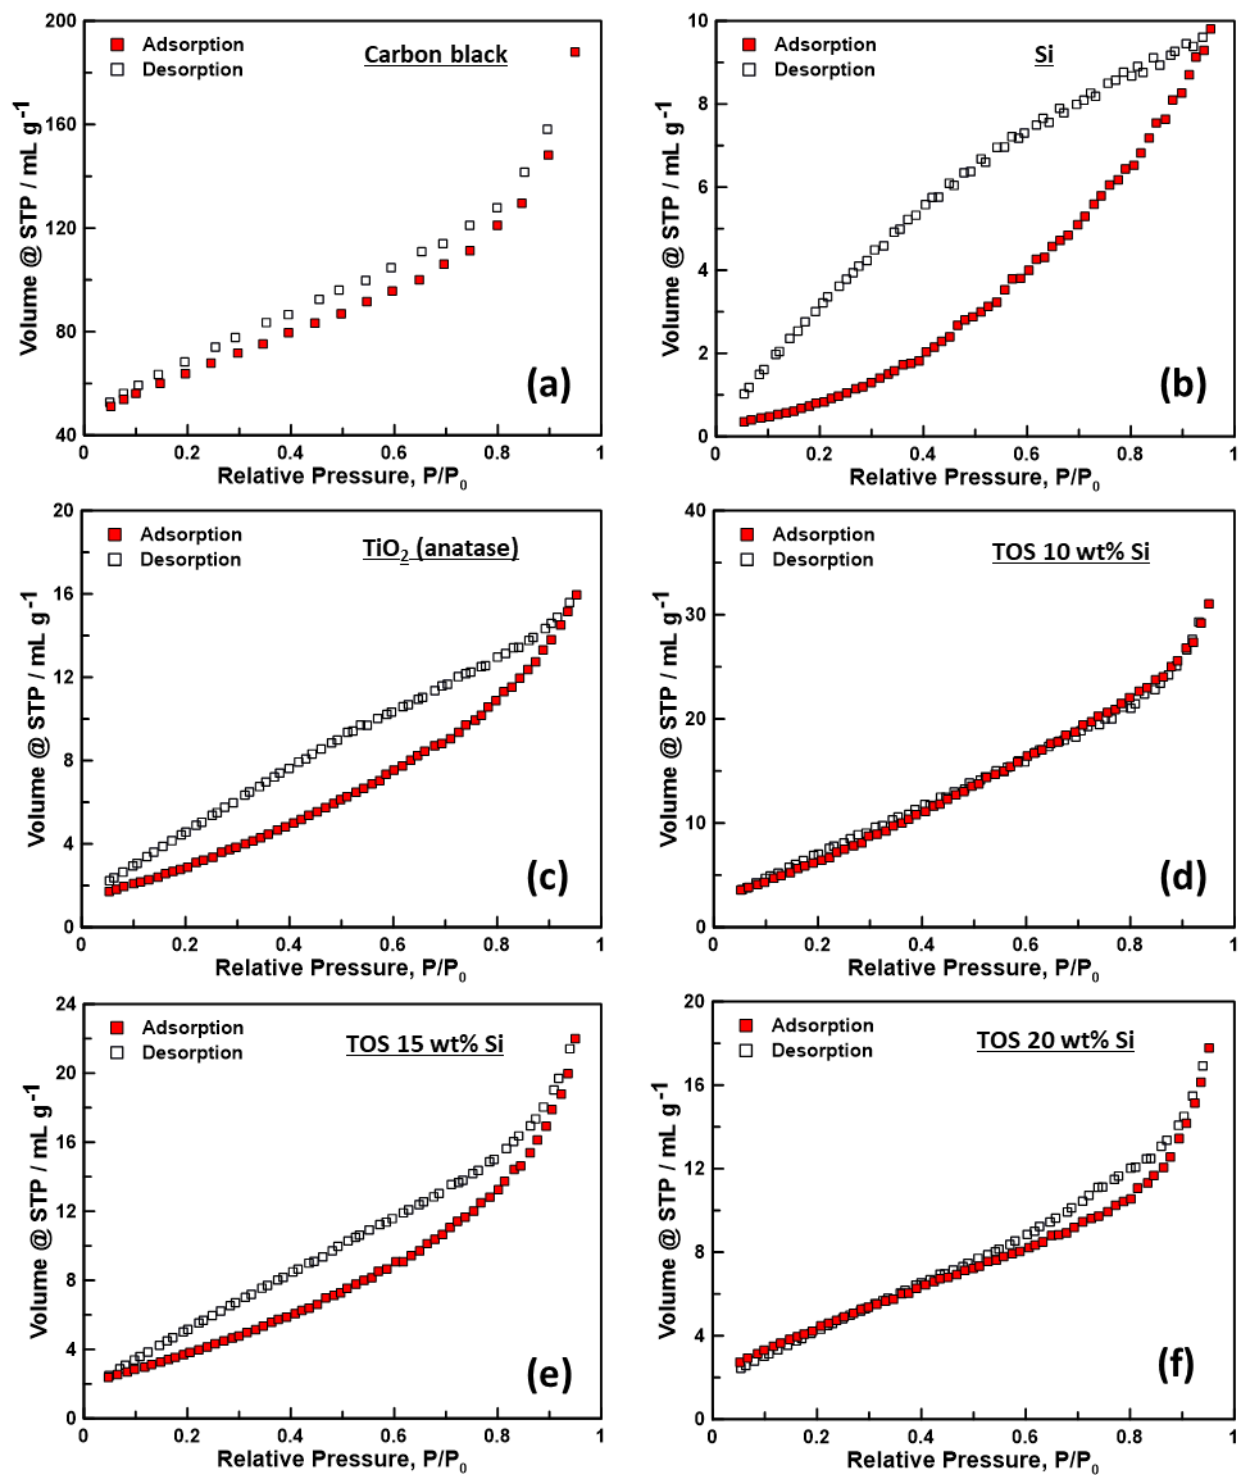 200
160
120
80
40
Volume @ STP / mL g⁻¹
Adsorption
Desorption
Carbon black
(a)
0 0.2 0.4 0.6 0.8 1
Relative Pressure, P/P₀
10
8
6
4
2
0
Volume @ STP / mL g⁻¹
Adsorption
Desorption
Si
(b)
0 0.2 0.4 0.6 0.8 1
Relative Pressure, P/P₀
20
16
12
8
4
0
Volume @ STP / mL g⁻¹
Adsorption
Desorption
TiO₂ (anatase)
(c)
0 0.2 0.4 0.6 0.8 1
Relative Pressure, P/P₀
40
30
20
10
0
Volume @ STP / mL g⁻¹
Adsorption
Desorption
TOS 10 wt% Si
(d)
0 0.2 0.4 0.6 0.8 1
Relative Pressure, P/P₀
24
20
16
12
8
4
0
Volume @ STP / mL g⁻¹
Adsorption
Desorption
TOS 15 wt% Si
(e)
0 0.2 0.4 0.6 0.8 1
Relative Pressure, P/P₀
20
16
12
8
4
0
Volume @ STP / mL g⁻¹
Adsorption
Desorption
TOS 20 wt% Si
(f)
0 0.2 0.4 0.6 0.8 1
Relative Pressure, P/P₀